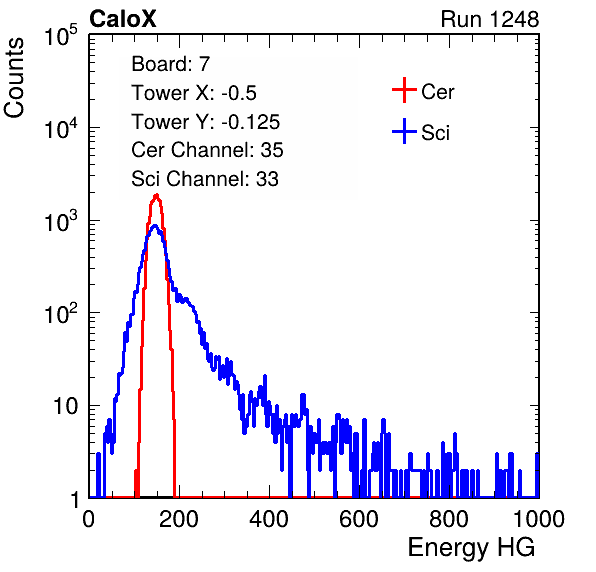 CaloX Run 1248
Counts
10^5
10^4
10^3
10^2
10
1
Board: 7
Tower X: -0.5
Tower Y: -0.125
Cer Channel: 35
Sci Channel: 33
Cer
Sci
0 200 400 600 800 1000
Energy HG